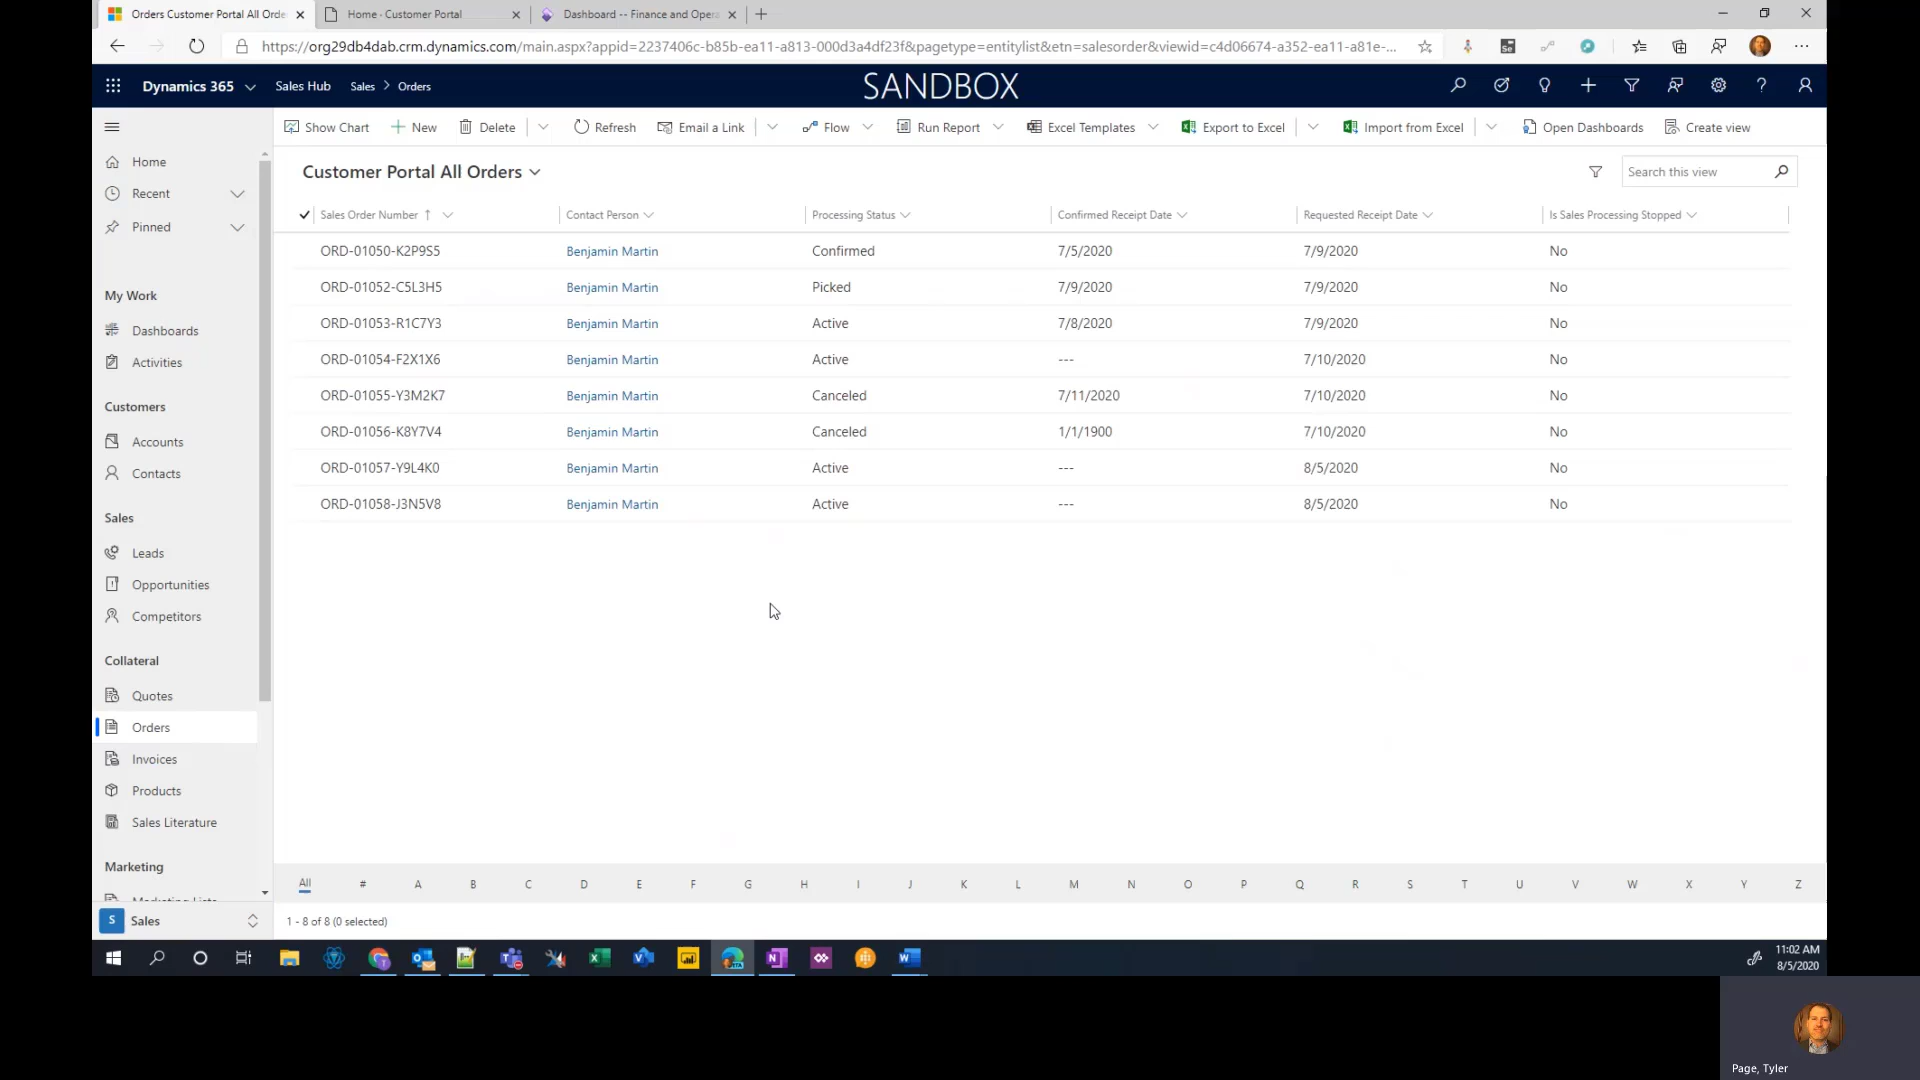 Orders Customer Portal All Orde
Home - Customer Portal
Dashboard -- Finance and Opera
https://org29db4dab.crm.dynamics.com/main.aspx?appid=2237406c-b85b-ea11-a813-000d3a4df23f&pagetype=entitylist&etn=salesorder&viewid=c4d06674-a352-ea11-a81e-...
Dynamics 365
Sales Hub
Sales > Orders
SANDBOX
Show Chart
New
Delete
Refresh
Email a Link
Flow
Run Report
Excel Templates
Export to Excel
Import from Excel
Open Dashboards
Create view
Home
Recent
Pinned
My Work
Dashboards
Activities
Customers
Accounts
Contacts
Sales
Leads
Opportunities
Competitors
Collateral
Quotes
Orders
Invoices
Products
Sales Literature
Marketing
Marketing Lists
S Sales
Customer Portal All Orders
Search this view
Sales Order Number Contact Person Processing Status Confirmed Receipt Date Requested Receipt Date Is Sales Processing Stopped
ORD-01050-K2P9S5 Benjamin Martin Confirmed 7/5/2020 7/9/2020 No
ORD-01052-C5L3H5 Benjamin Martin Picked 7/9/2020 7/9/2020 No
ORD-01053-R1C7Y3 Benjamin Martin Active 7/8/2020 7/9/2020 No
ORD-01054-F2X1X6 Benjamin Martin Active --- 7/10/2020 No
ORD-01055-Y3M2K7 Benjamin Martin Canceled 7/11/2020 7/10/2020 No
ORD-01056-K8Y7V4 Benjamin Martin Canceled 1/1/1900 7/10/2020 No
ORD-01057-Y9L4K0 Benjamin Martin Active --- 8/5/2020 No
ORD-01058-J3N5V8 Benjamin Martin Active --- 8/5/2020 No
All # A B C D E F G H I J K L M N O P Q R S T U V W X Y Z
1 - 8 of 8 (0 selected)
11:02 AM
8/5/2020
Page, Tyler